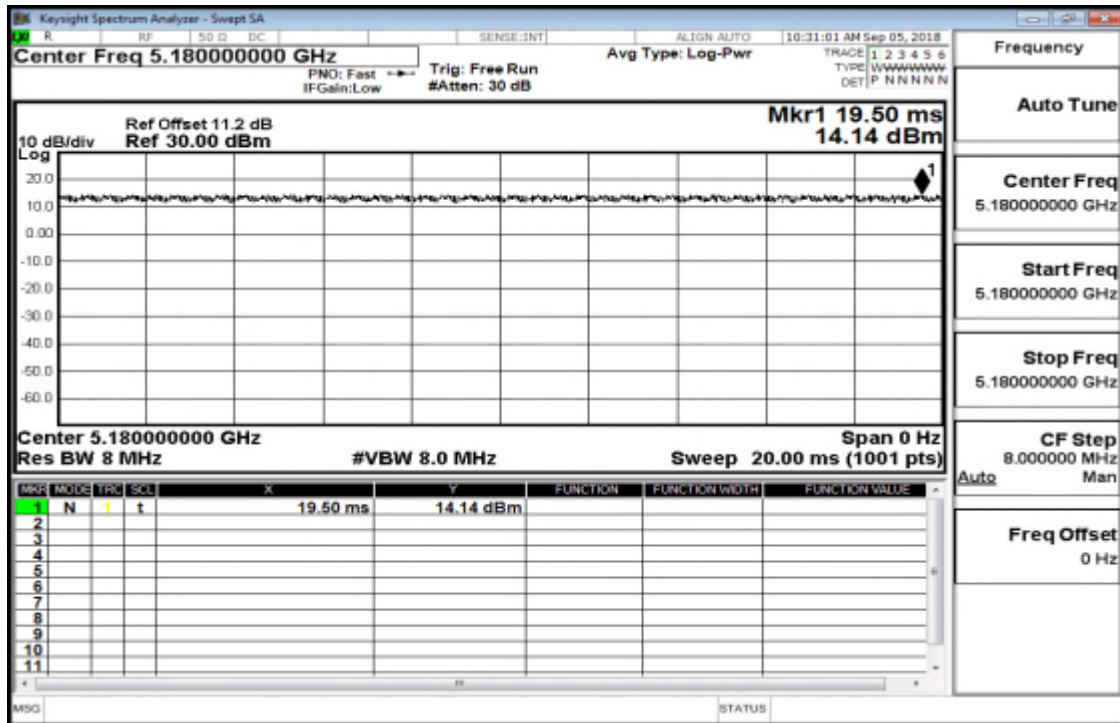 Keysight Spectrum Analyzer - Swept SA
R RF 50 Ω DC SENSE:INT ALIGN AUTO 10:31:01 AM Sep 05, 2018
Center Freq 5.180000000 GHz
PNO: Fast
IFGain:Low
Trig: Free Run
#Atten: 30 dB
Avg Type: Log-Pwr
TRACE 1 2 3 4 5 6
TYPE WWWWWW
DET P N N N N N
Mkr1 19.50 ms
14.14 dBm
Ref Offset 11.2 dB
10 dB/div Ref 30.00 dBm
Log
20.0
10.0
0.00
-10.0
-20.0
-30.0
-40.0
-50.0
-60.0
1
Center 5.180000000 GHz Span 0 Hz
Res BW 8 MHz #VBW 8.0 MHz Sweep 20.00 ms (1001 pts)
MKR MODE TRC SCL X Y FUNCTION FUNCTION WIDTH FUNCTION VALUE
1 N 1 t 19.50 ms 14.14 dBm
2
3
4
5
6
7
8
9
10
11
MSG STATUS
Frequency
Auto Tune
Center Freq
5.180000000 GHz
Start Freq
5.180000000 GHz
Stop Freq
5.180000000 GHz
CF Step
8.000000 MHz
Auto Man
Freq Offset
0 Hz